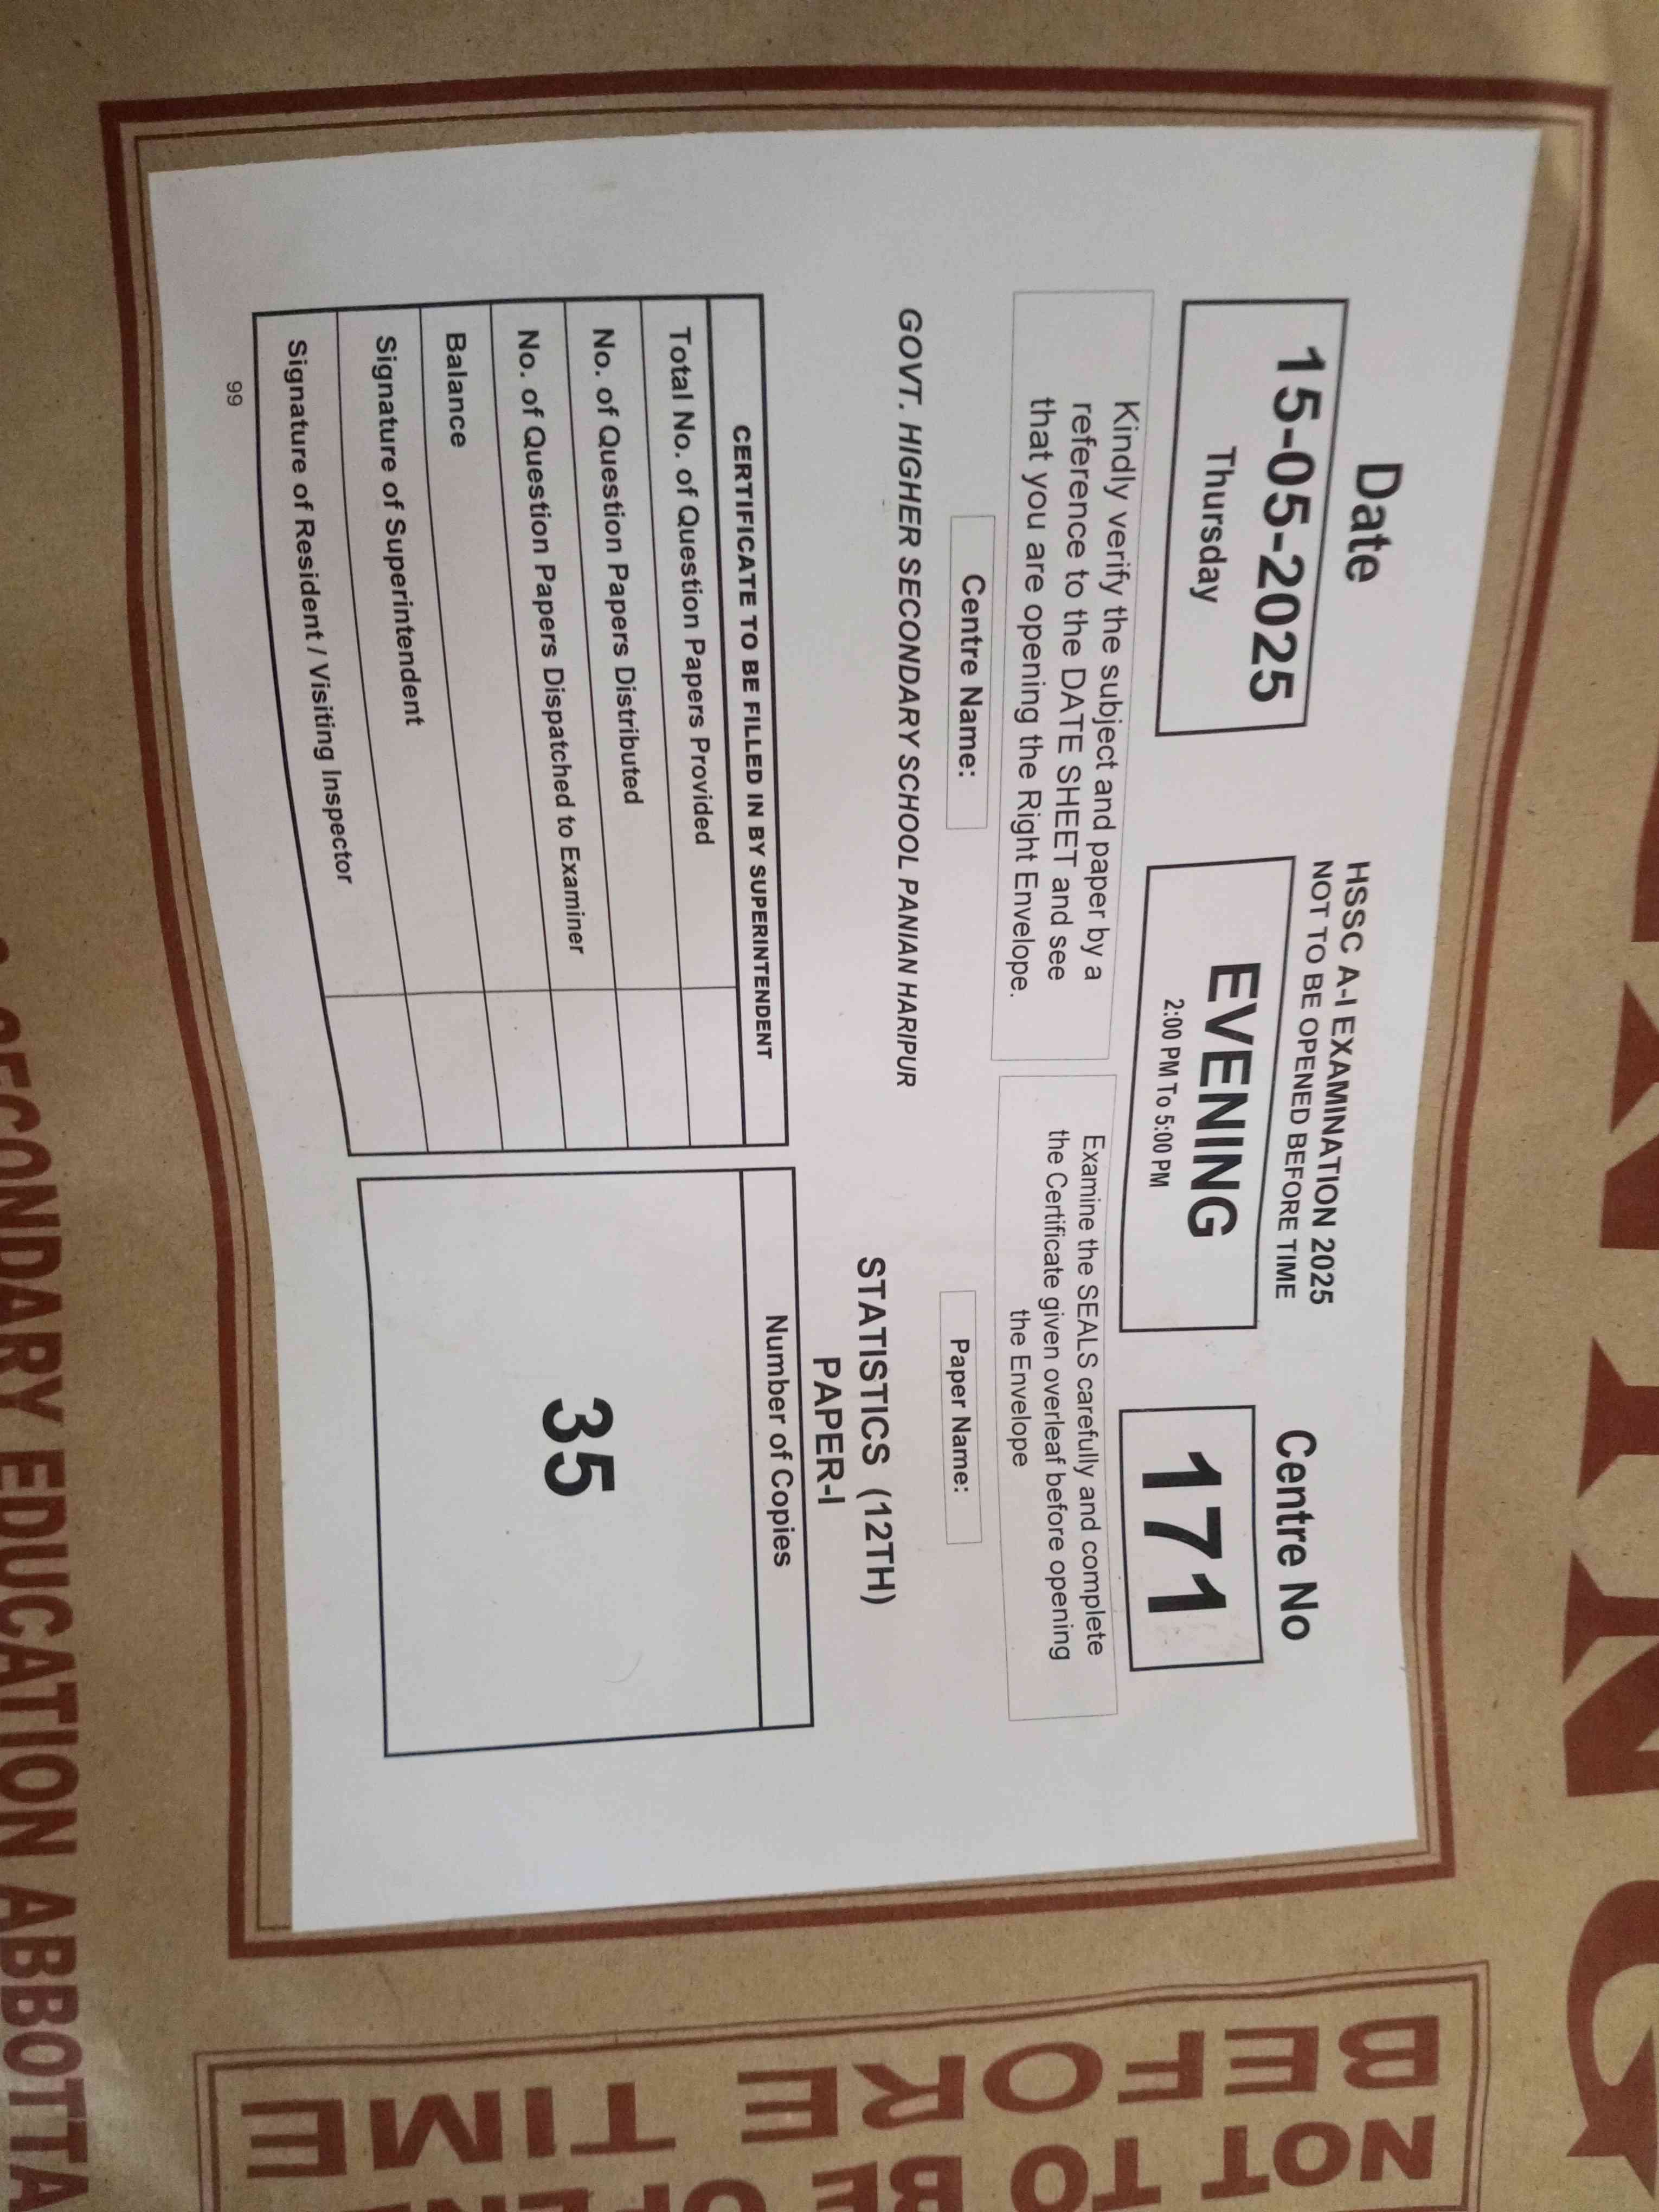 Date
15-05-2025
Thursday
HSSC A-I EXAMINATION 2025
NOT TO BE OPENED BEFORE TIME
EVENING
2:00 PM To 5:00 PM
Centre No
171
Kindly verify the subject and paper by a
reference to the DATE SHEET and see
that you are opening the Right Envelope.
Examine the SEALS carefully and complete
the Certificate given overleaf before opening
the Envelope
Centre Name:
GOVT. HIGHER SECONDARY SCHOOL PANIAN HARIPUR
Paper Name:
STATISTICS (12TH)
PAPER-I
CERTIFICATE TO BE FILLED IN BY SUPERINTENDENT
Total No. of Question Papers Provided
No. of Question Papers Distributed
No. of Question Papers Dispatched to Examiner
Balance
Signature of Superintendent
Signature of Resident / Visiting Inspector
Number of Copies
35
99
NOT TO
BEFORE
TIME
SECONDARY EDUCATION